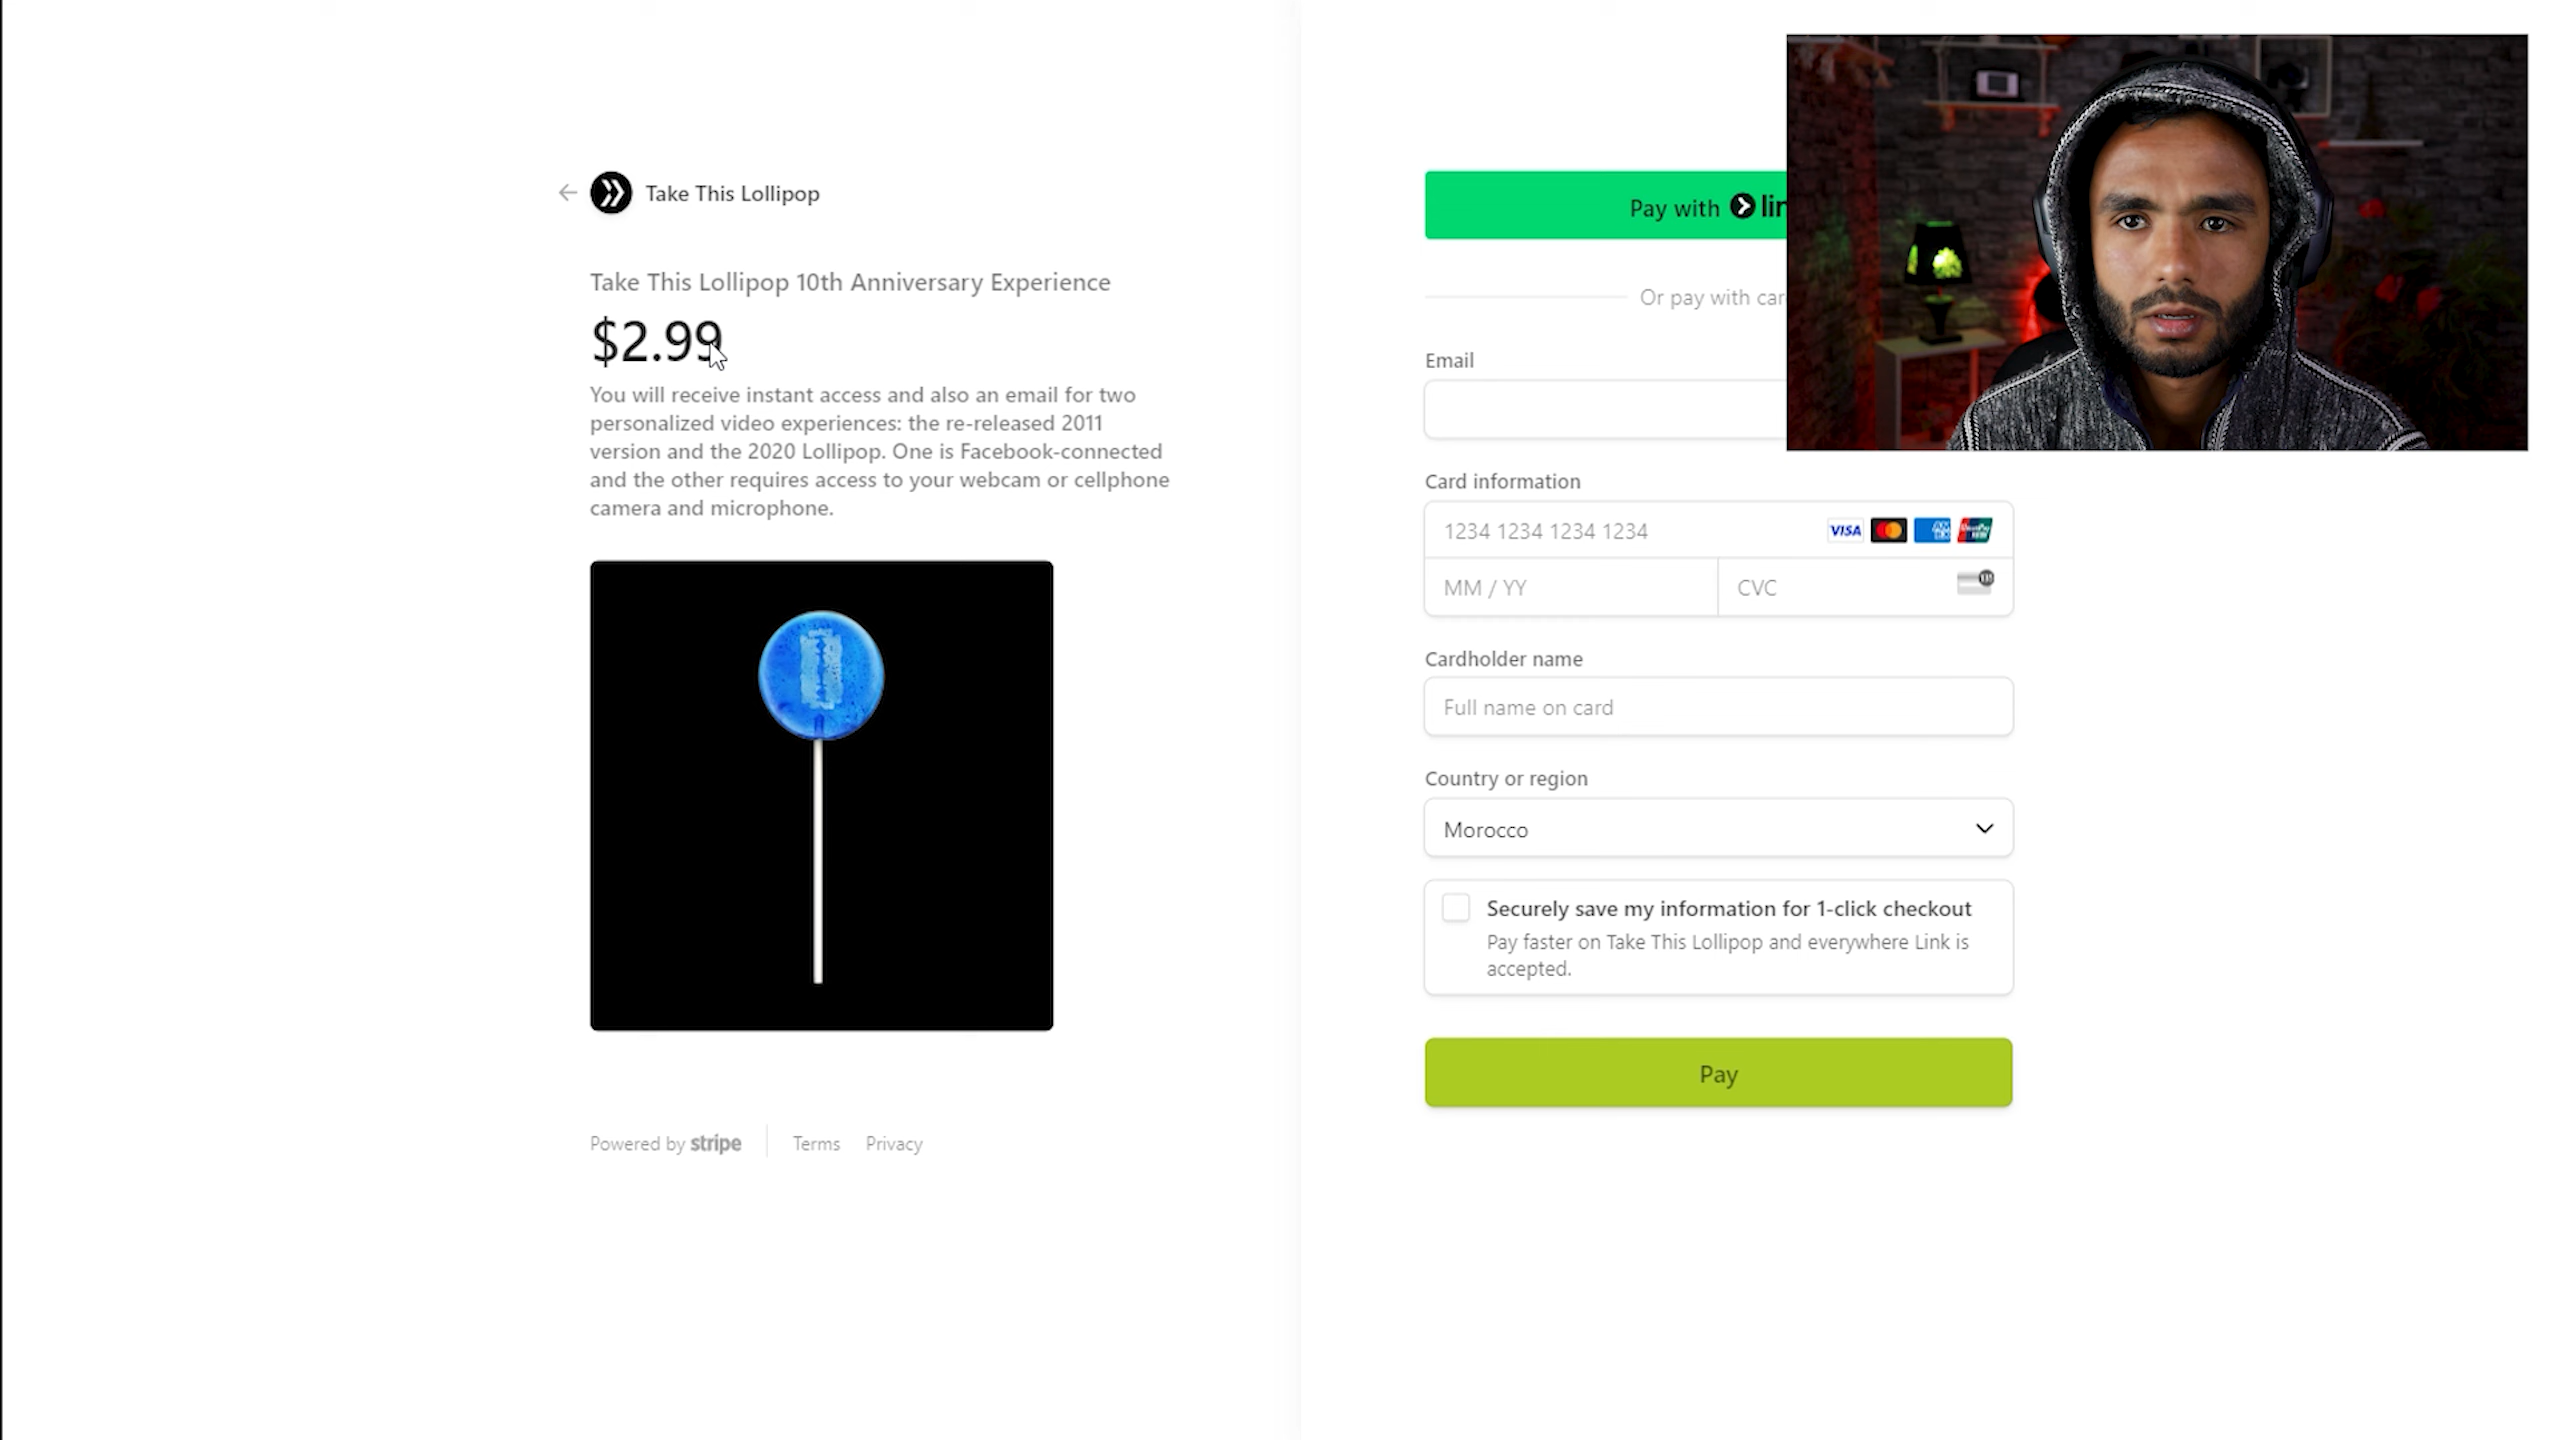 Take This Lollipop
Take This Lollipop 10th Anniversary Experience
$2.99
You will receive instant access and also an email for two
personalized video experiences: the re-released 2011
version and the 2020 Lollipop. One is Facebook-connected
and the other requires access to your webcam or cellphone
camera and microphone.
Powered by stripe
Terms Privacy
Pay with lin
Or pay with car
Email
Card information
1234 1234 1234 1234
VISA
MM / YY
CVC
Cardholder name
Full name on card
Country or region
Morocco
Securely save my information for 1-click checkout
Pay faster on Take This Lollipop and everywhere Link is
accepted.
Pay